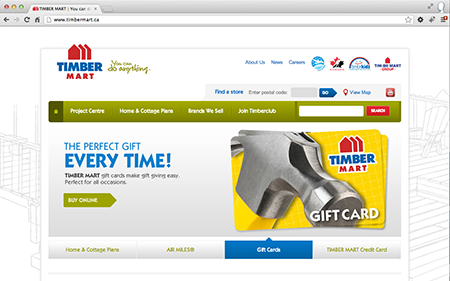 TIMBER MART | You can d
www.timbermart.ca
TIMBER
MART
You can
do anything.
About Us News Careers
TIM-BR MART
GROUP
Find a store Enter postal code: GO View Map
Project Centre Home & Cottage Plans Brands We Sell Join Timberclub SEARCH
THE PERFECT GIFT
EVERY TIME!
TIMBER MART gift cards make gift giving easy.
Perfect for all occasions.
BUY ONLINE
TIMBER
MART
GIFT CARD
Home & Cottage Plans AIR MILES® Gift Cards TIMBER MART Credit Card